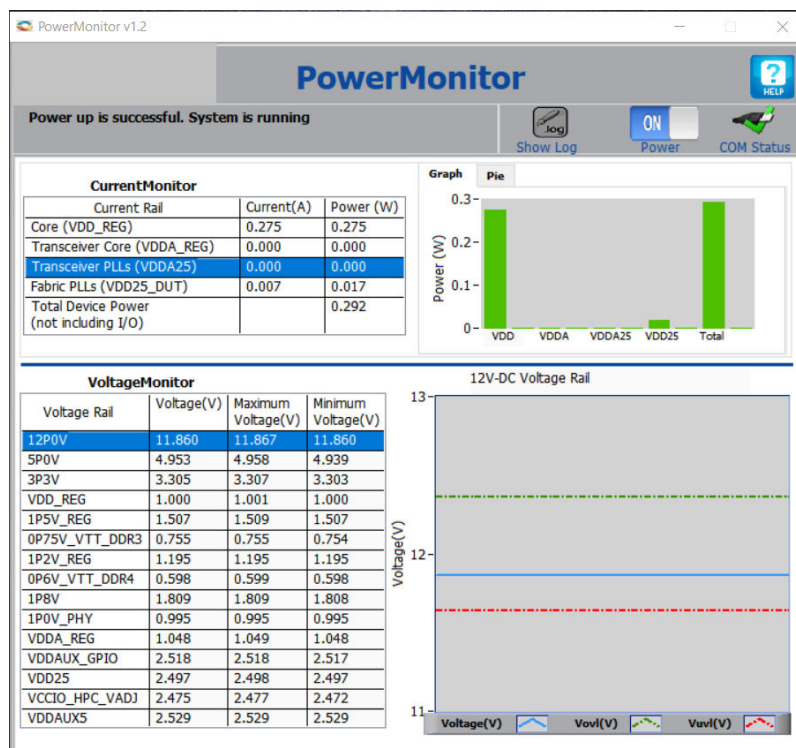 PowerMonitor v1.2
PowerMonitor
HELP
Power up is successful. System is running
.log
ON
Show Log
Power
COM Status
CurrentMonitor
Current Rail Current(A) Power (W)
Core (VDD_REG) 0.275 0.275
Transceiver Core (VDDA_REG) 0.000 0.000
Transceiver PLLs (VDDA25) 0.000 0.000
Fabric PLLs (VDD25_DUT) 0.007 0.017
Total Device Power 0.292
(not including I/O)
Graph Pie
Power (W)
0.3
0.2
0.1
0
VDD VDDA VDDA25 VDD25 Total
VoltageMonitor
Voltage Rail Voltage(V) Maximum Voltage(V) Minimum Voltage(V)
12P0V 11.860 11.867 11.860
5P0V 4.953 4.958 4.939
3P3V 3.305 3.307 3.303
VDD_REG 1.000 1.001 1.000
1P5V_REG 1.507 1.509 1.507
0P75V_VTT_DDR3 0.755 0.755 0.754
1P2V_REG 1.195 1.195 1.195
0P6V_VTT_DDR4 0.598 0.599 0.598
1P8V 1.809 1.809 1.808
1P0V_PHY 0.995 0.995 0.995
VDDA_REG 1.048 1.049 1.048
VDDAUX_GPIO 2.518 2.518 2.517
VDD25 2.497 2.498 2.497
VCCIO_HPC_VADJ 2.475 2.477 2.472
VDDAUX5 2.529 2.529 2.529
12V-DC Voltage Rail
Voltage(V)
13
12
11
Voltage(V) Vovl(V) Vuvl(V)